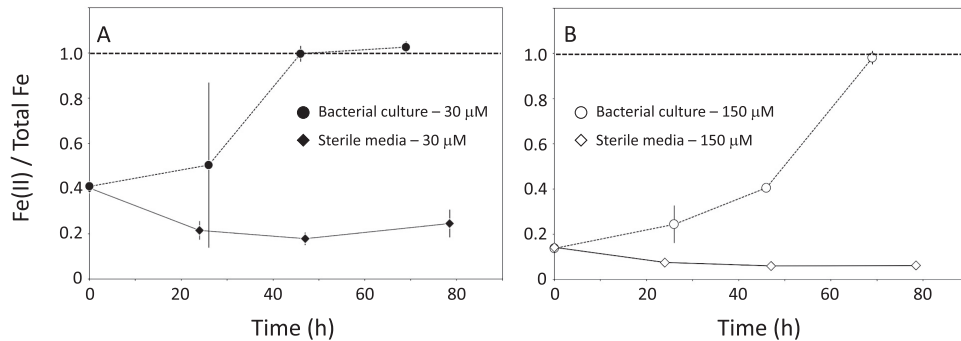 A
Fe(II) / Total Fe
1.0
0.8
0.6
0.4
0.2
0
Bacterial culture – 30 µM
Sterile media – 30 µM
0
20
40
60
80
Time (h)
B
1.0
0.8
0.6
0.4
0.2
0
Bacterial culture – 150 µM
Sterile media – 150 µM
0
20
40
60
80
Time (h)